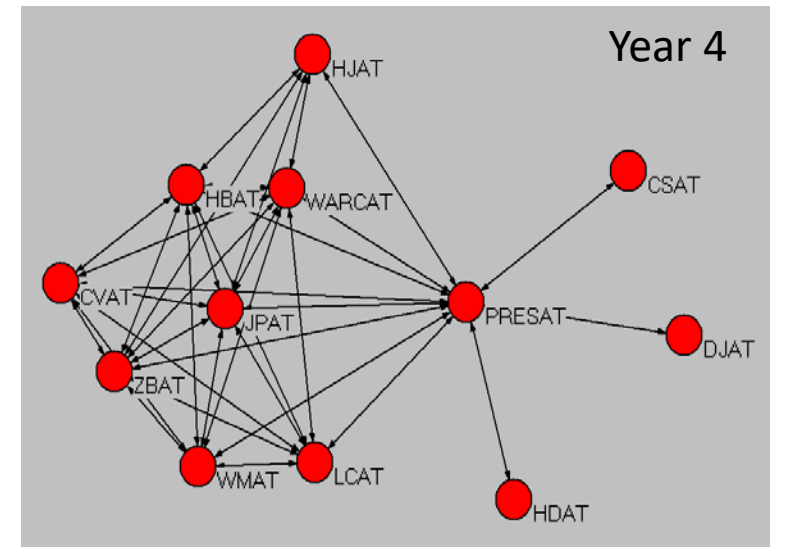 Year 4
HJAT
CSAT
HBAT
WARCAT
CVAT
JPAT
PRESAT
DJAT
ZBAT
WMAT
LCAT
HDAT